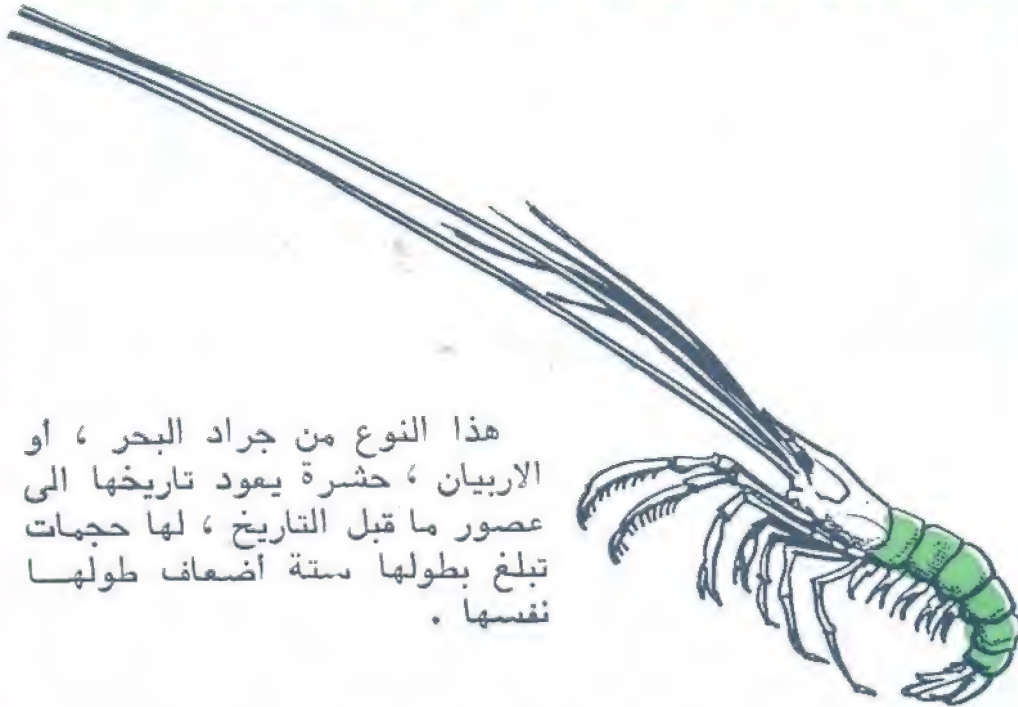 هذا النوع من جراد البحر ، أو
الاربيان ، حشرة يعود تاريخها الى
عصور ما قبل التاريخ ، لها حجمات
تبلغ بطولها ستة أضعاف طولهـــا
نفسها .